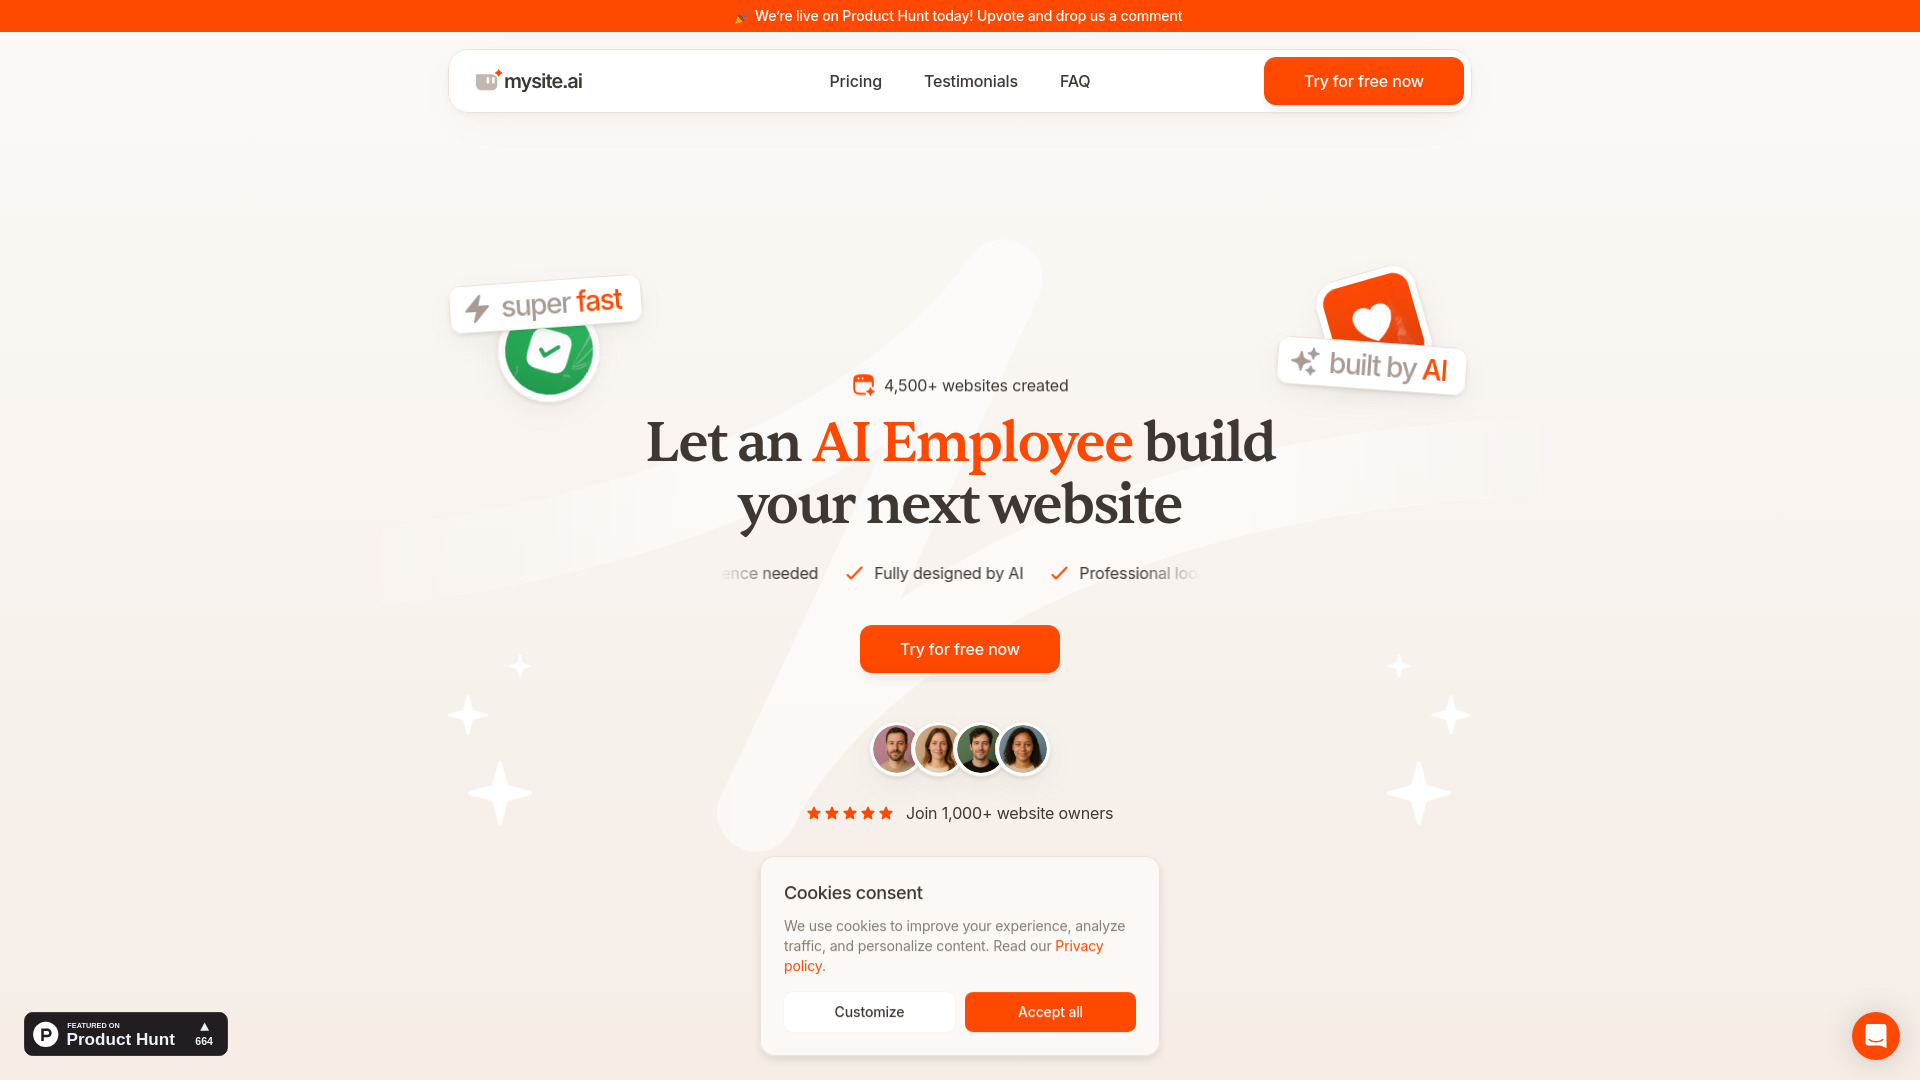 We're live on Product Hunt today! Upvote and drop us a comment
mysite.ai
Pricing
Testimonials
FAQ
Try for free now
super fast
built by AI
4,500+ websites created
Let an AI Employee build
your next website
needed
Fully designed by AI
Professional
Try for free now
Join 1,000+ website owners
Cookies consent
We use cookies to improve your experience, analyze
traffic, and personalize content. Read our Privacy
policy.
Customize
Accept all
P
FEATURED ON
Product Hunt
664